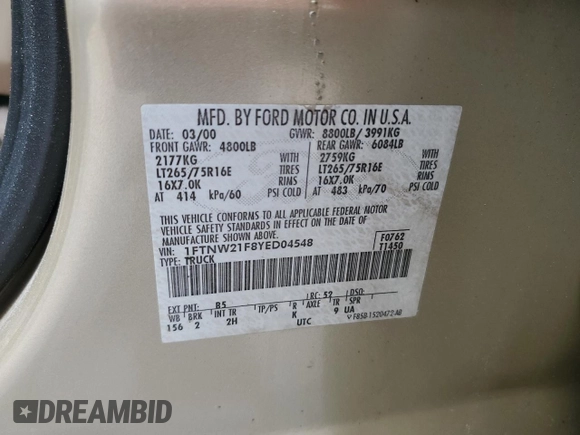 MFD. BY FORD MOTOR CO. IN U.S.A.
DATE: 03/00 GVWR: 8800LB/ 3991KG
FRONT GAWR: 4800LB REAR GAWR: 6084LB
2177KG WITH 2759KG WITH
LT265/75R16E TIRES LT265/75R16E TIRES
16X7.0K RIMS 16X7.0K RIMS
AT 414 kPa/60 PSI COLD AT 483 kPa/70 PSI COLD
THIS VEHICLE CONFORMS TO ALL APPLICABLE FEDERAL MOTOR
VEHICLE SAFETY STANDARDS IN EFFECT ON THE DATE OF
MANUFACTURE SHOWN ABOVE.
VIN: 1FTNW21F8YED04548 F0762
TYPE: TRUCK T1450
EXT PNT: B5 RC: 52 DSO:
WB BRK INT TR TP/PS R AXLE TR SPR
156 2 2H K 9 UA
UTC F85B-1520472-AB
DREAMBID